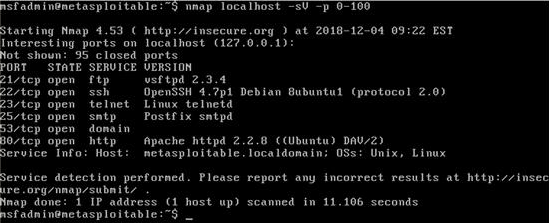 msfadmin@metasploitable:~$ nmap localhost -sV -p 0-100
Starting Nmap 4.53 ( http://insecure.org ) at 2018-12-04 09:22 EST
Interesting ports on localhost (127.0.0.1):
Not shown: 95 closed ports
PORT   STATE SERVICE VERSION
21/tcp open  ftp     vsftpd 2.3.4
22/tcp open  ssh     OpenSSH 4.7p1 Debian 8ubuntu1 (protocol 2.0)
23/tcp open  telnet  Linux telnetd
25/tcp open  smtp    Postfix smtpd
53/tcp open  domain
80/tcp open  http    Apache httpd 2.2.8 ((Ubuntu) DAV/2)
Service Info: Host:  metasploitable.localdomain; OSs: Unix, Linux
Service detection performed. Please report any incorrect results at http://insec
ure.org/nmap/submit/ .
Nmap done: 1 IP address (1 host up) scanned in 11.106 seconds
msfadmin@metasploitable:~$ _